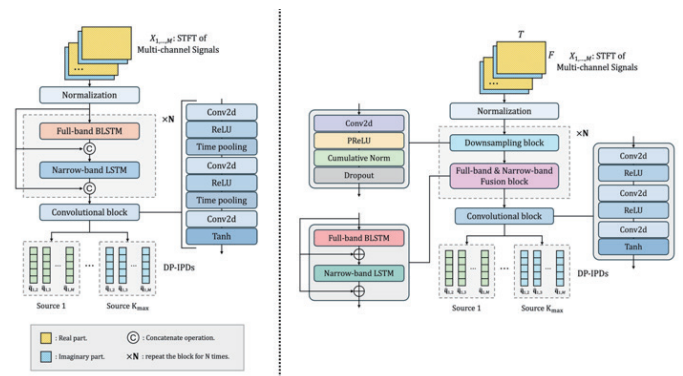 X1,...,M: STFT of
Multi-channel Signals
...
Normalization
×N
Full-band BLSTM
C
Narrow-band LSTM
C
Convolutional block
Conv2d
ReLU
Time pooling
Conv2d
ReLU
Time pooling
Conv2d
Tanh
...
...
...
DP-IPDs
Source 1
Source Kmax
: Real part.
C : Concatenate operation.
: Imaginary part.
×N : repeat the block for N times.
T
F
X1,...,M: STFT of
Multi-channel Signals
...
Normalization
×N
Downsampling block
Full-band & Narrow-band
Fusion block
Convolutional block
Conv2d
PReLU
Cumulative Norm
Dropout
Full-band BLSTM
Narrow-band LSTM
Conv2d
ReLU
Conv2d
ReLU
Conv2d
Tanh
...
...
...
DP-IPDs
Source 1
Source Kmax